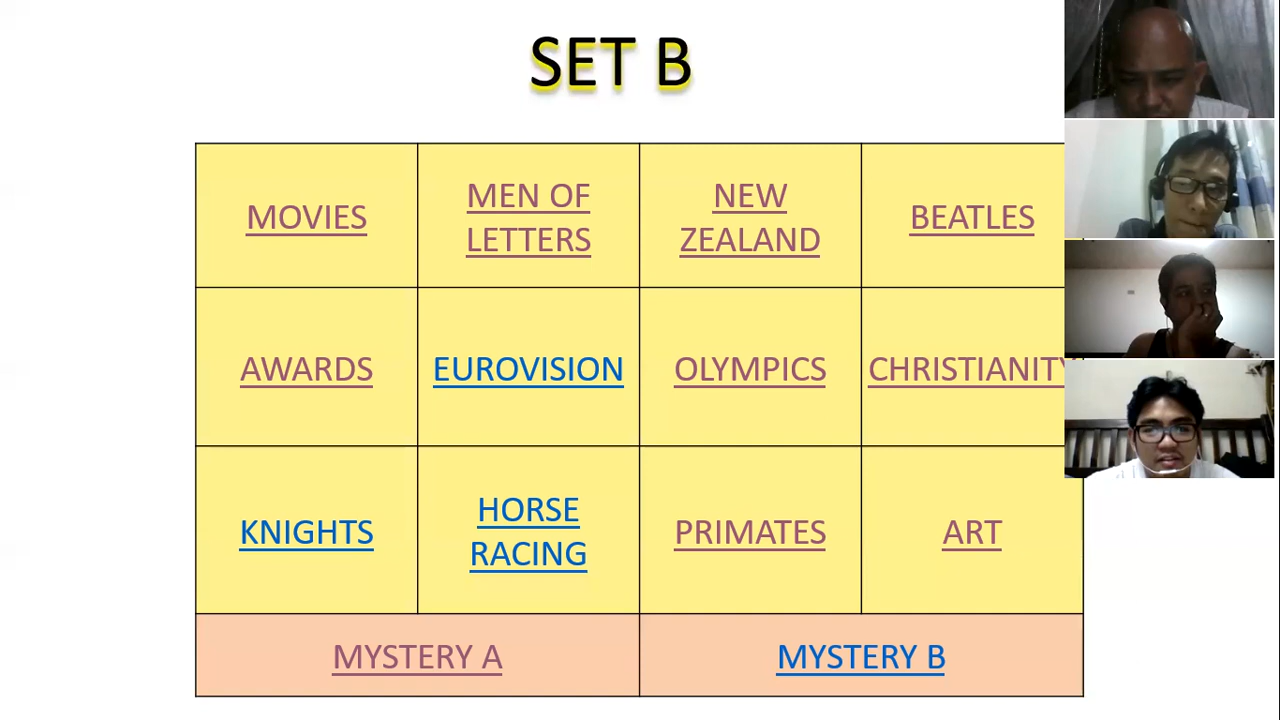 SET B
MOVIES
MEN OF
LETTERS
NEW
ZEALAND
BEATLES
AWARDS
EUROVISION
OLYMPICS
CHRISTIANITY
KNIGHTS
HORSE
RACING
PRIMATES
ART
MYSTERY A
MYSTERY B